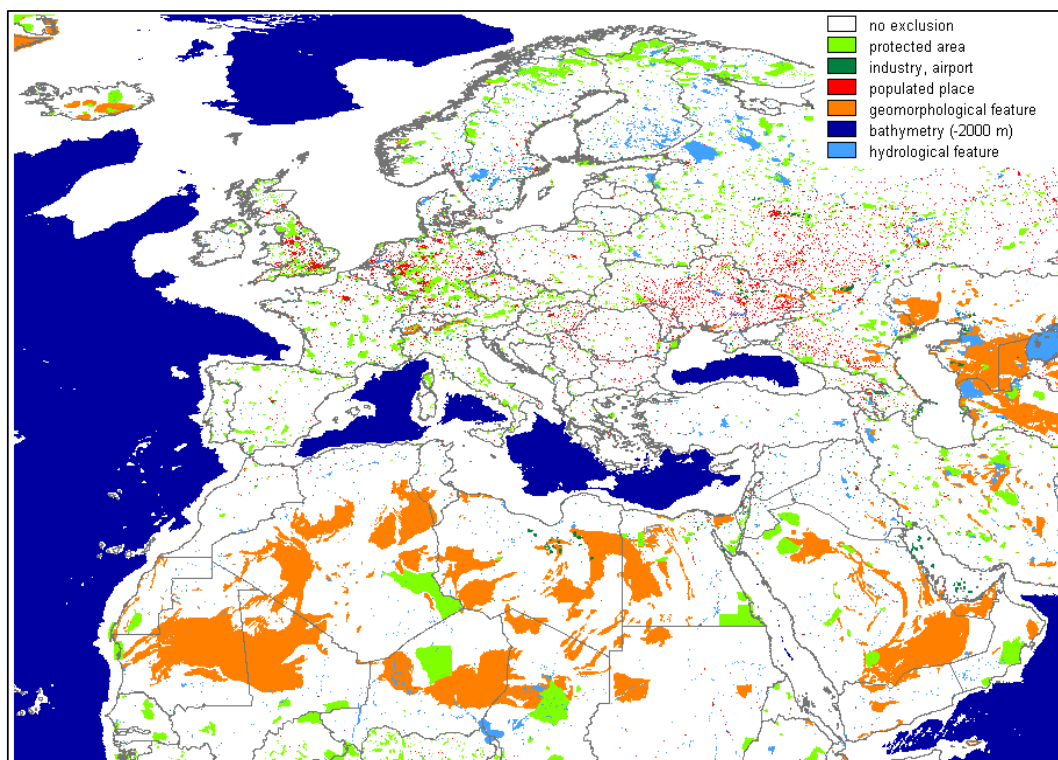 no exclusion
protected area
industry, airport
populated place
geomorphological feature
bathymetry (-2000 m)
hydrological feature